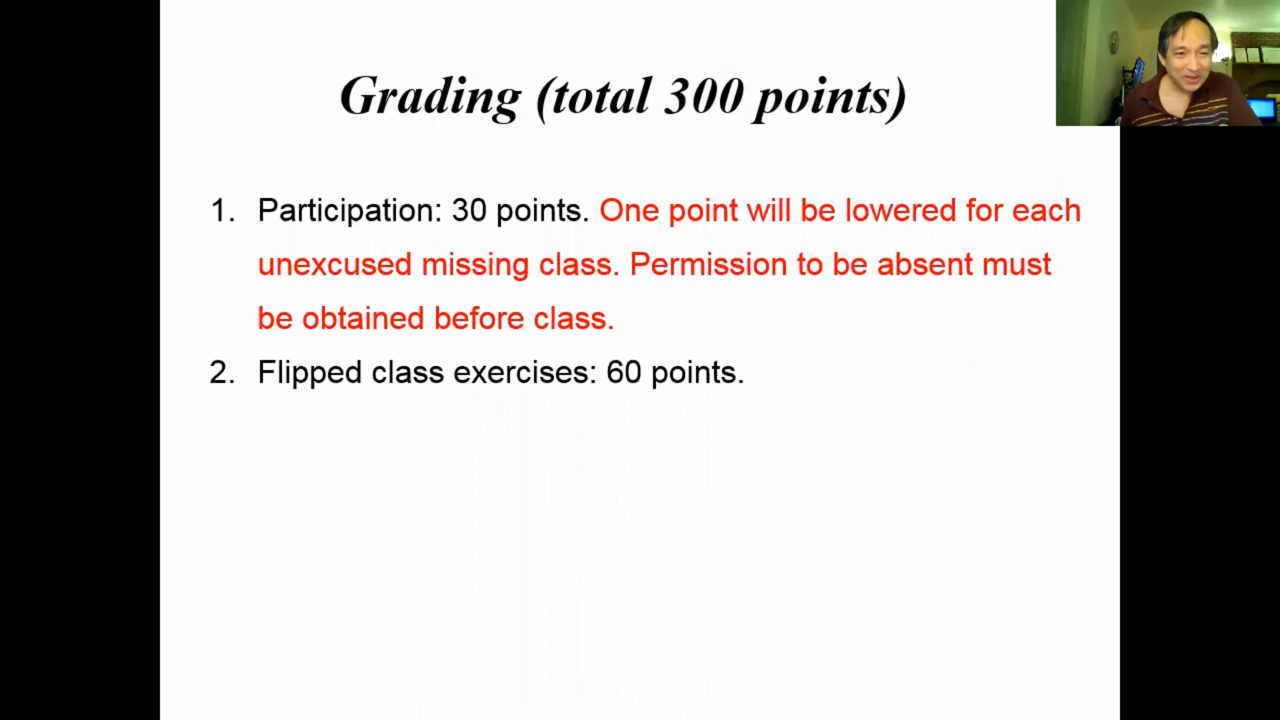 Grading (total 300 points)
1. Participation: 30 points. One point will be lowered for each
unexcused missing class. Permission to be absent must
be obtained before class.
2. Flipped class exercises: 60 points.